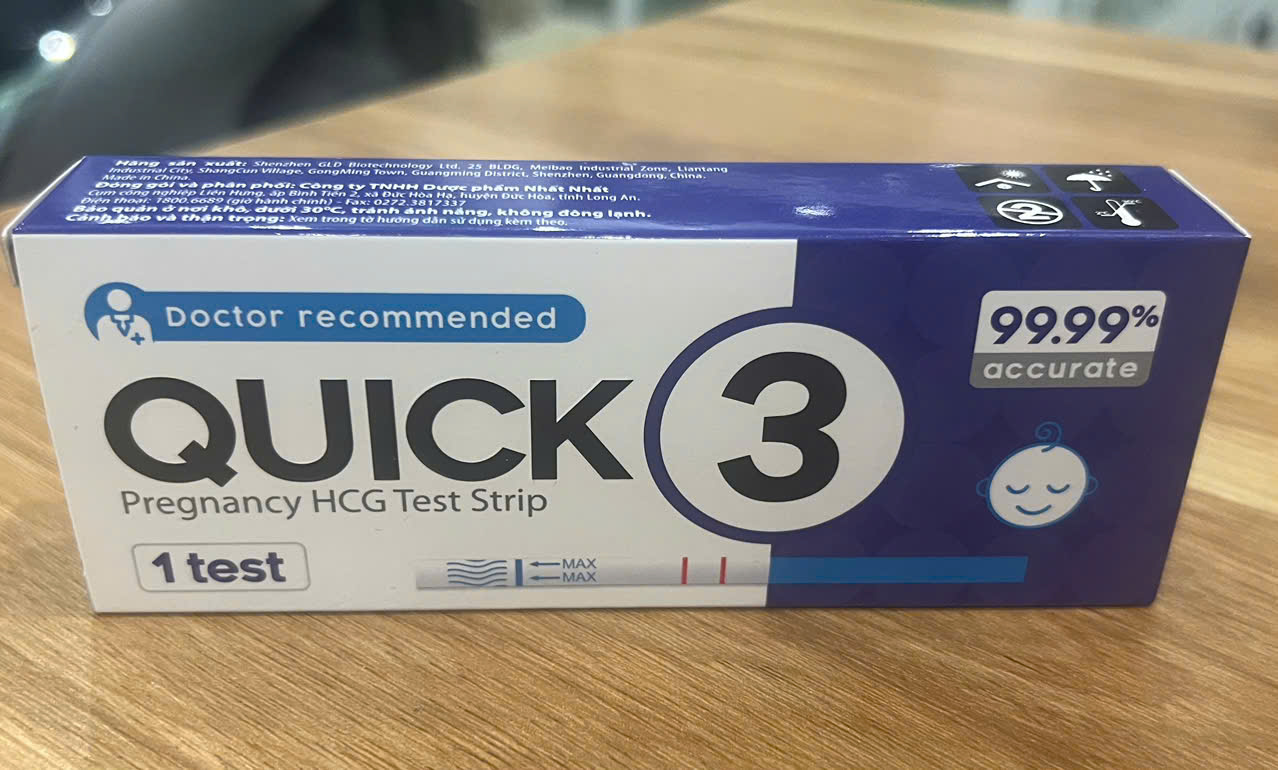 Hãng sản xuất: Shenzhen GLD Biotechnology Ltd. 25 BLDG, Meibao Industrial Zone, Liantang
Industrial City, ShangCun Village, GongMing Town, Guangming District, Shenzhen, Guangdong, China.
Made in China.
Đóng gói và phân phối: Công ty TNHH Dược phẩm Nhất Nhất
Cụm công nghiệp Liên Hưng, ấp Bình Tiền 2, xã Đức Hòa Hạ, huyện Đức Hòa, tỉnh Long An.
Điện thoại: 1800.6689 (giờ hành chính) - Fax: 0272.3817337
Bảo quản ở nơi khô, dưới 30ºC, tránh ánh nắng, không đông lạnh.
Cảnh báo và thận trọng: Xem trong tờ hướng dẫn sử dụng kèm theo.
Doctor recommended
99.99%
accurate
QUICK 3
Pregnancy HCG Test Strip
1 test
MAX
MAX